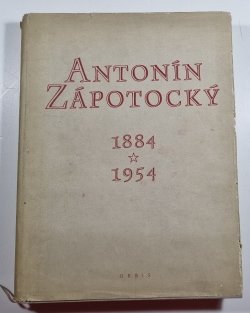 ANTONÍN
ZÁPOTOCKÝ
1884
☆
1954
ORBIS